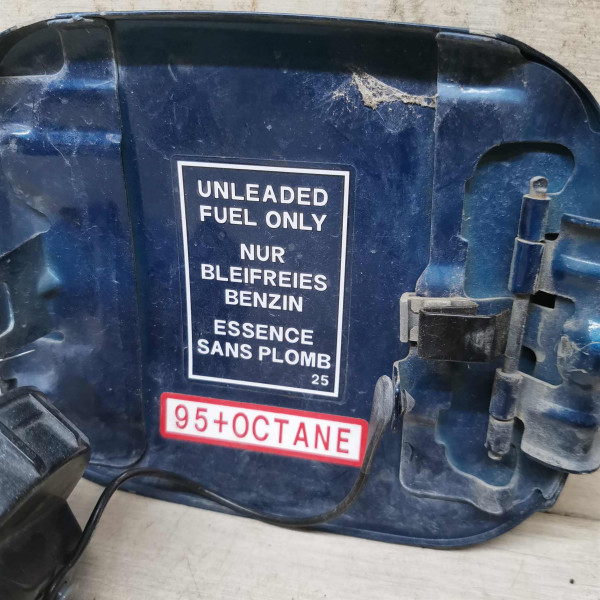 UNLEADED
FUEL ONLY
NUR
BLEIFREIES
BENZIN
ESSENCE
SANS PLOMB
25
95+OCTANE